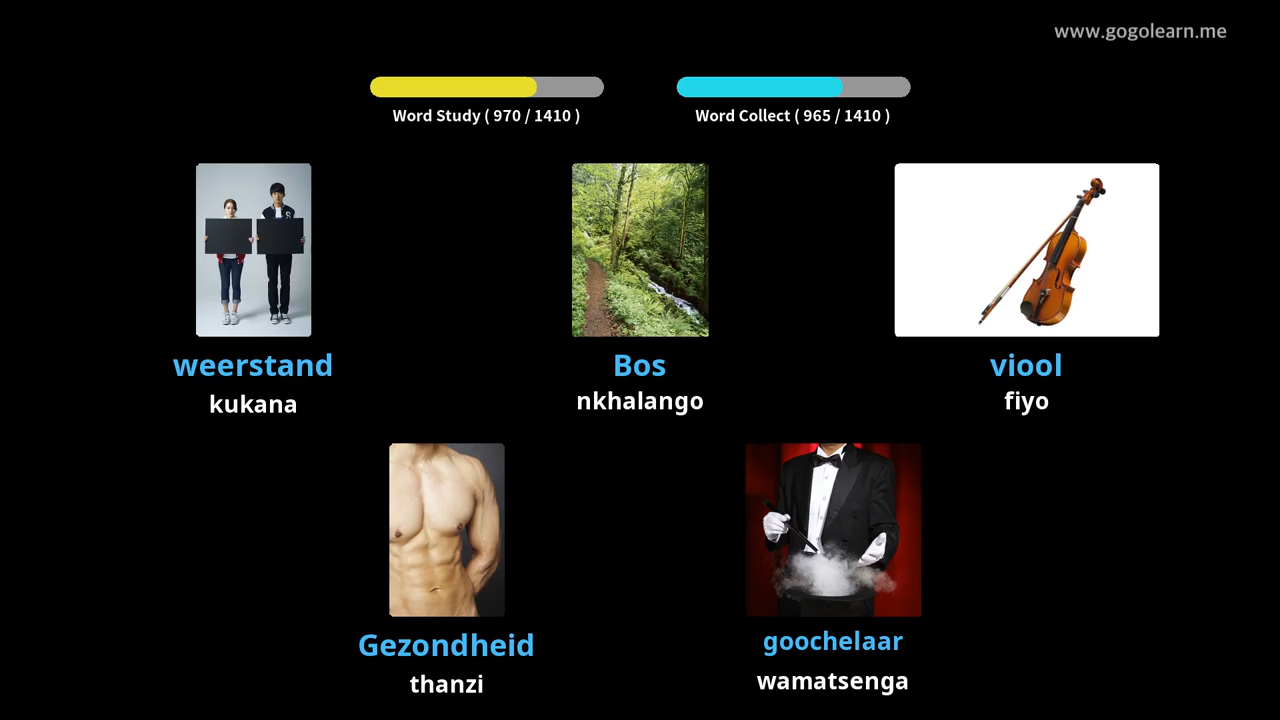 www.gogolearn.me
Word Study ( 970 / 1410 )
Word Collect ( 965 / 1410 )
weerstand
kukana
Bos
nkhalango
viool
fiyo
Gezondheid
thanzi
goochelaar
wamatsenga